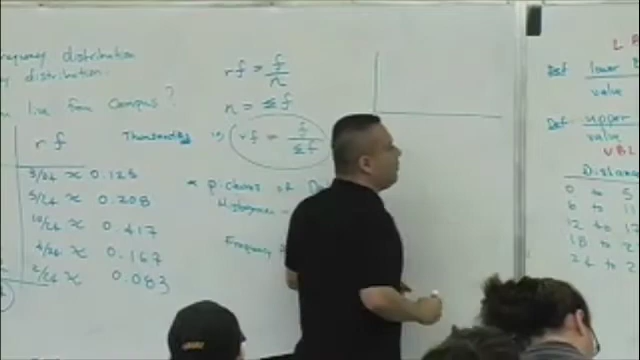 frequency distribution
distribution.
live from Campus?
rf
3/24 ≈ 0.125
5/24 ≈ 0.208
10/24 ≈ 0.417
4/24 ≈ 0.167
2/24 ≈ 0.083
Thousandths
rf = f/n
n = Σf
rf = f/Σf
* pictures of
Histogram -
Frequency
Def lower
value
Def upper
value
Distance
0 to 5
6 to 11
12 to 17
18 to 2
24 to 2